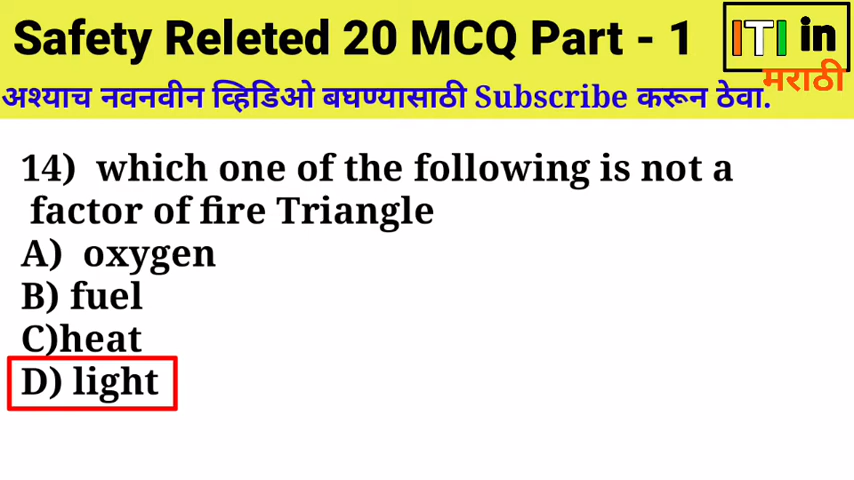 Safety Releted 20 MCQ Part - 1
ITI in
मराठी
अश्याच नवनवीन व्हिडिओ बघण्यासाठी Subscribe करून ठेवा.
14) which one of the following is not a
factor of fire Triangle
A) oxygen
B) fuel
C)heat
D) light